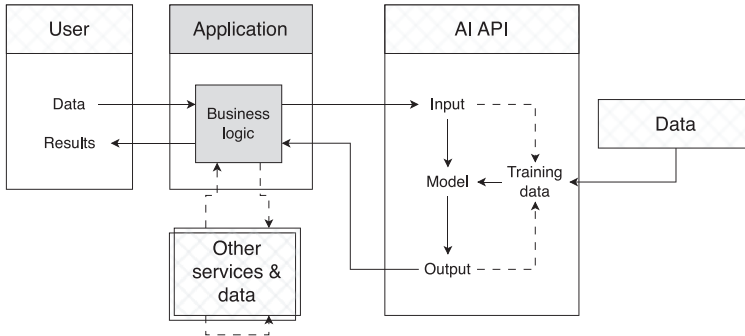 User
Application
AI API
Data
Results
Business
logic
Input
Model
Output
Training
data
Data
Other
services &
data